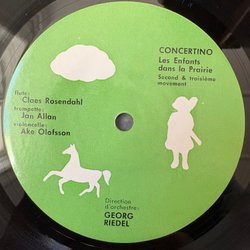 CONCERTINO
Les Enfants
dans la Prairie
Second & troisième
movement
flute:
Claes Rosendahl
trompette:
Jan Allan
violoncelle:
Åke Olofsson
Direction
d'orchestre:
GEORG
RIEDEL